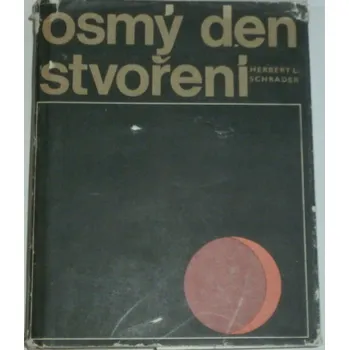 osmý den
stvoření
HERBERT L.
SCHRADER